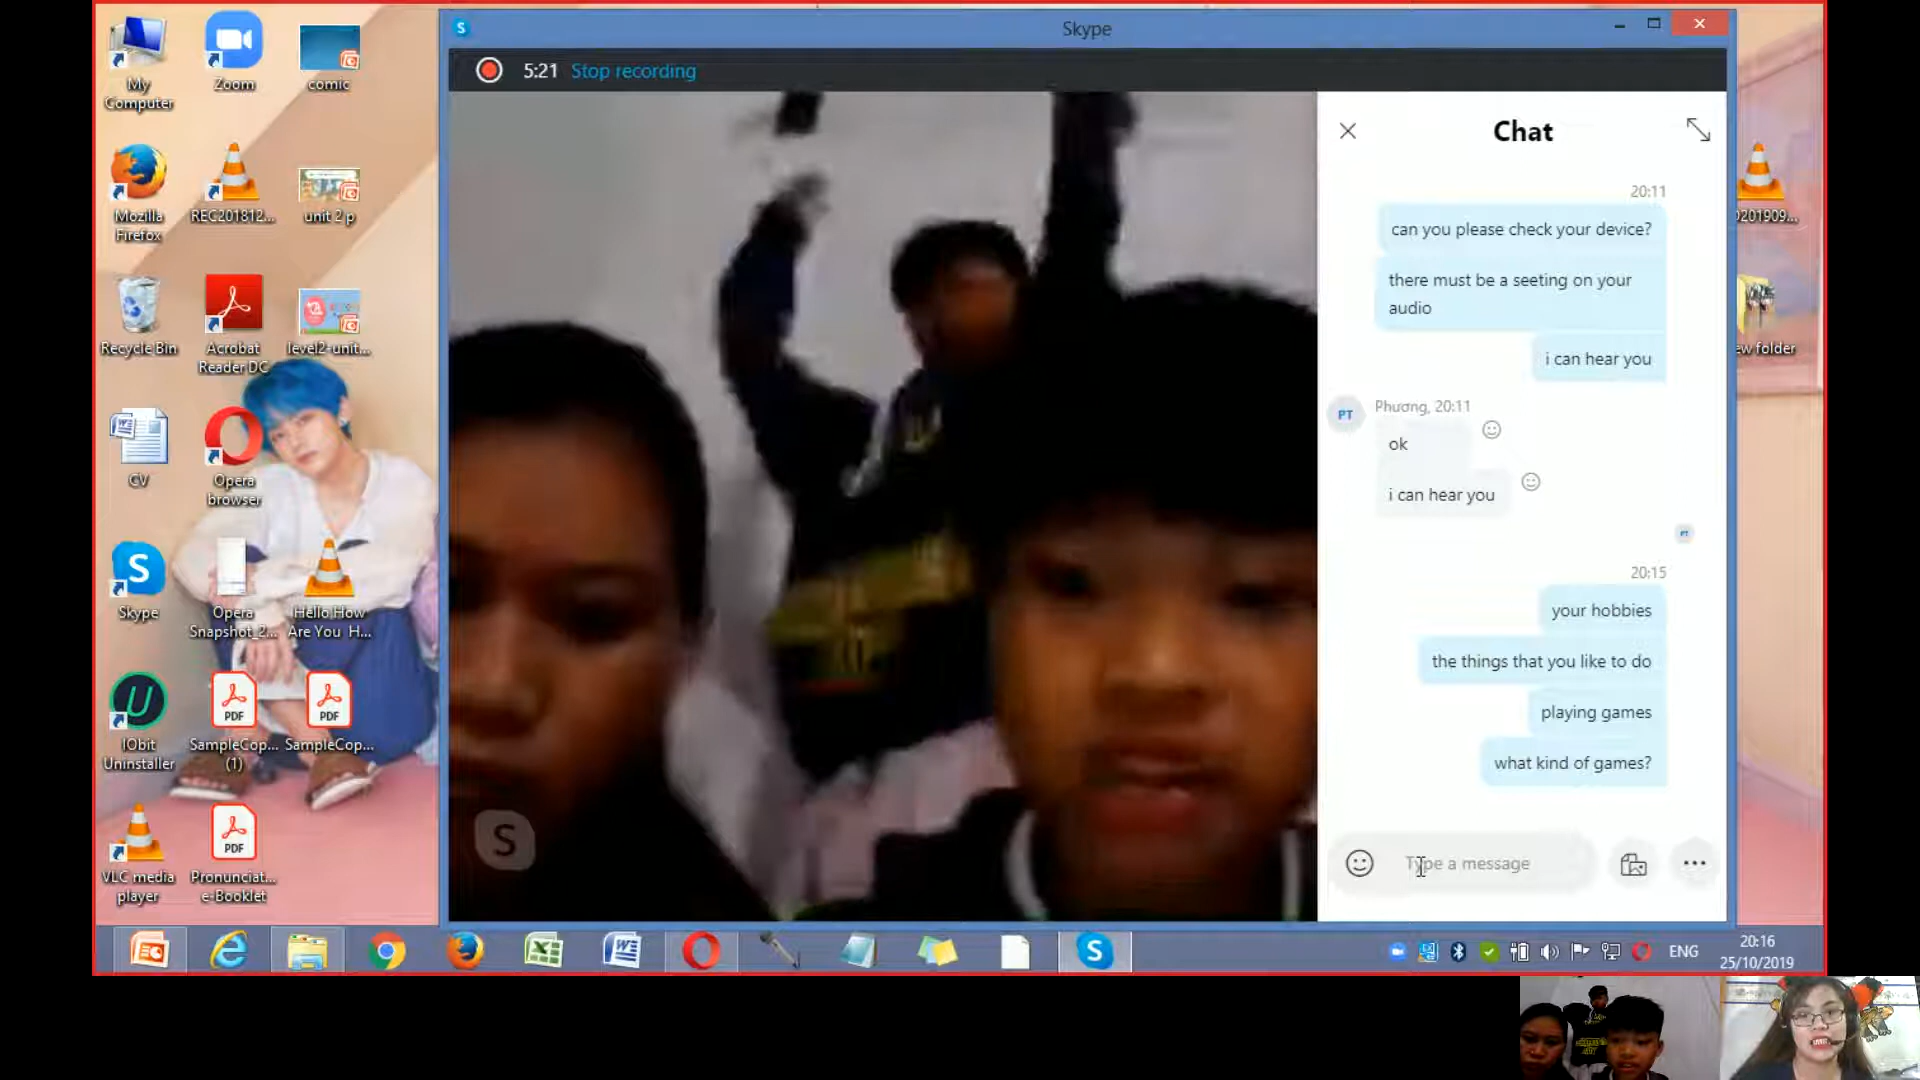 My
Computer
Zoom
comic
Mozilla
Firefox
REC201812...
unit 2 p
Recycle Bin
Acrobat
Reader DC
level2-unit...
CV
Opera
browser
Skype
Opera
Snapshot_2...
Hello How
Are You H...
IObit
Uninstaller
PDF
SampleCop...
(1)
PDF
SampleCop...
VLC media
player
PDF
Pronunciat...
e-Booklet
Skype
5:21 Stop recording
Chat
20:11
can you please check your device?
there must be a seeting on your
audio
i can hear you
PT
Phương, 20:11
ok
i can hear you
PT
20:15
your hobbies
the things that you like to do
playing games
what kind of games?
Type a message
201909...
ew folder
ENG
20:16
25/10/2019